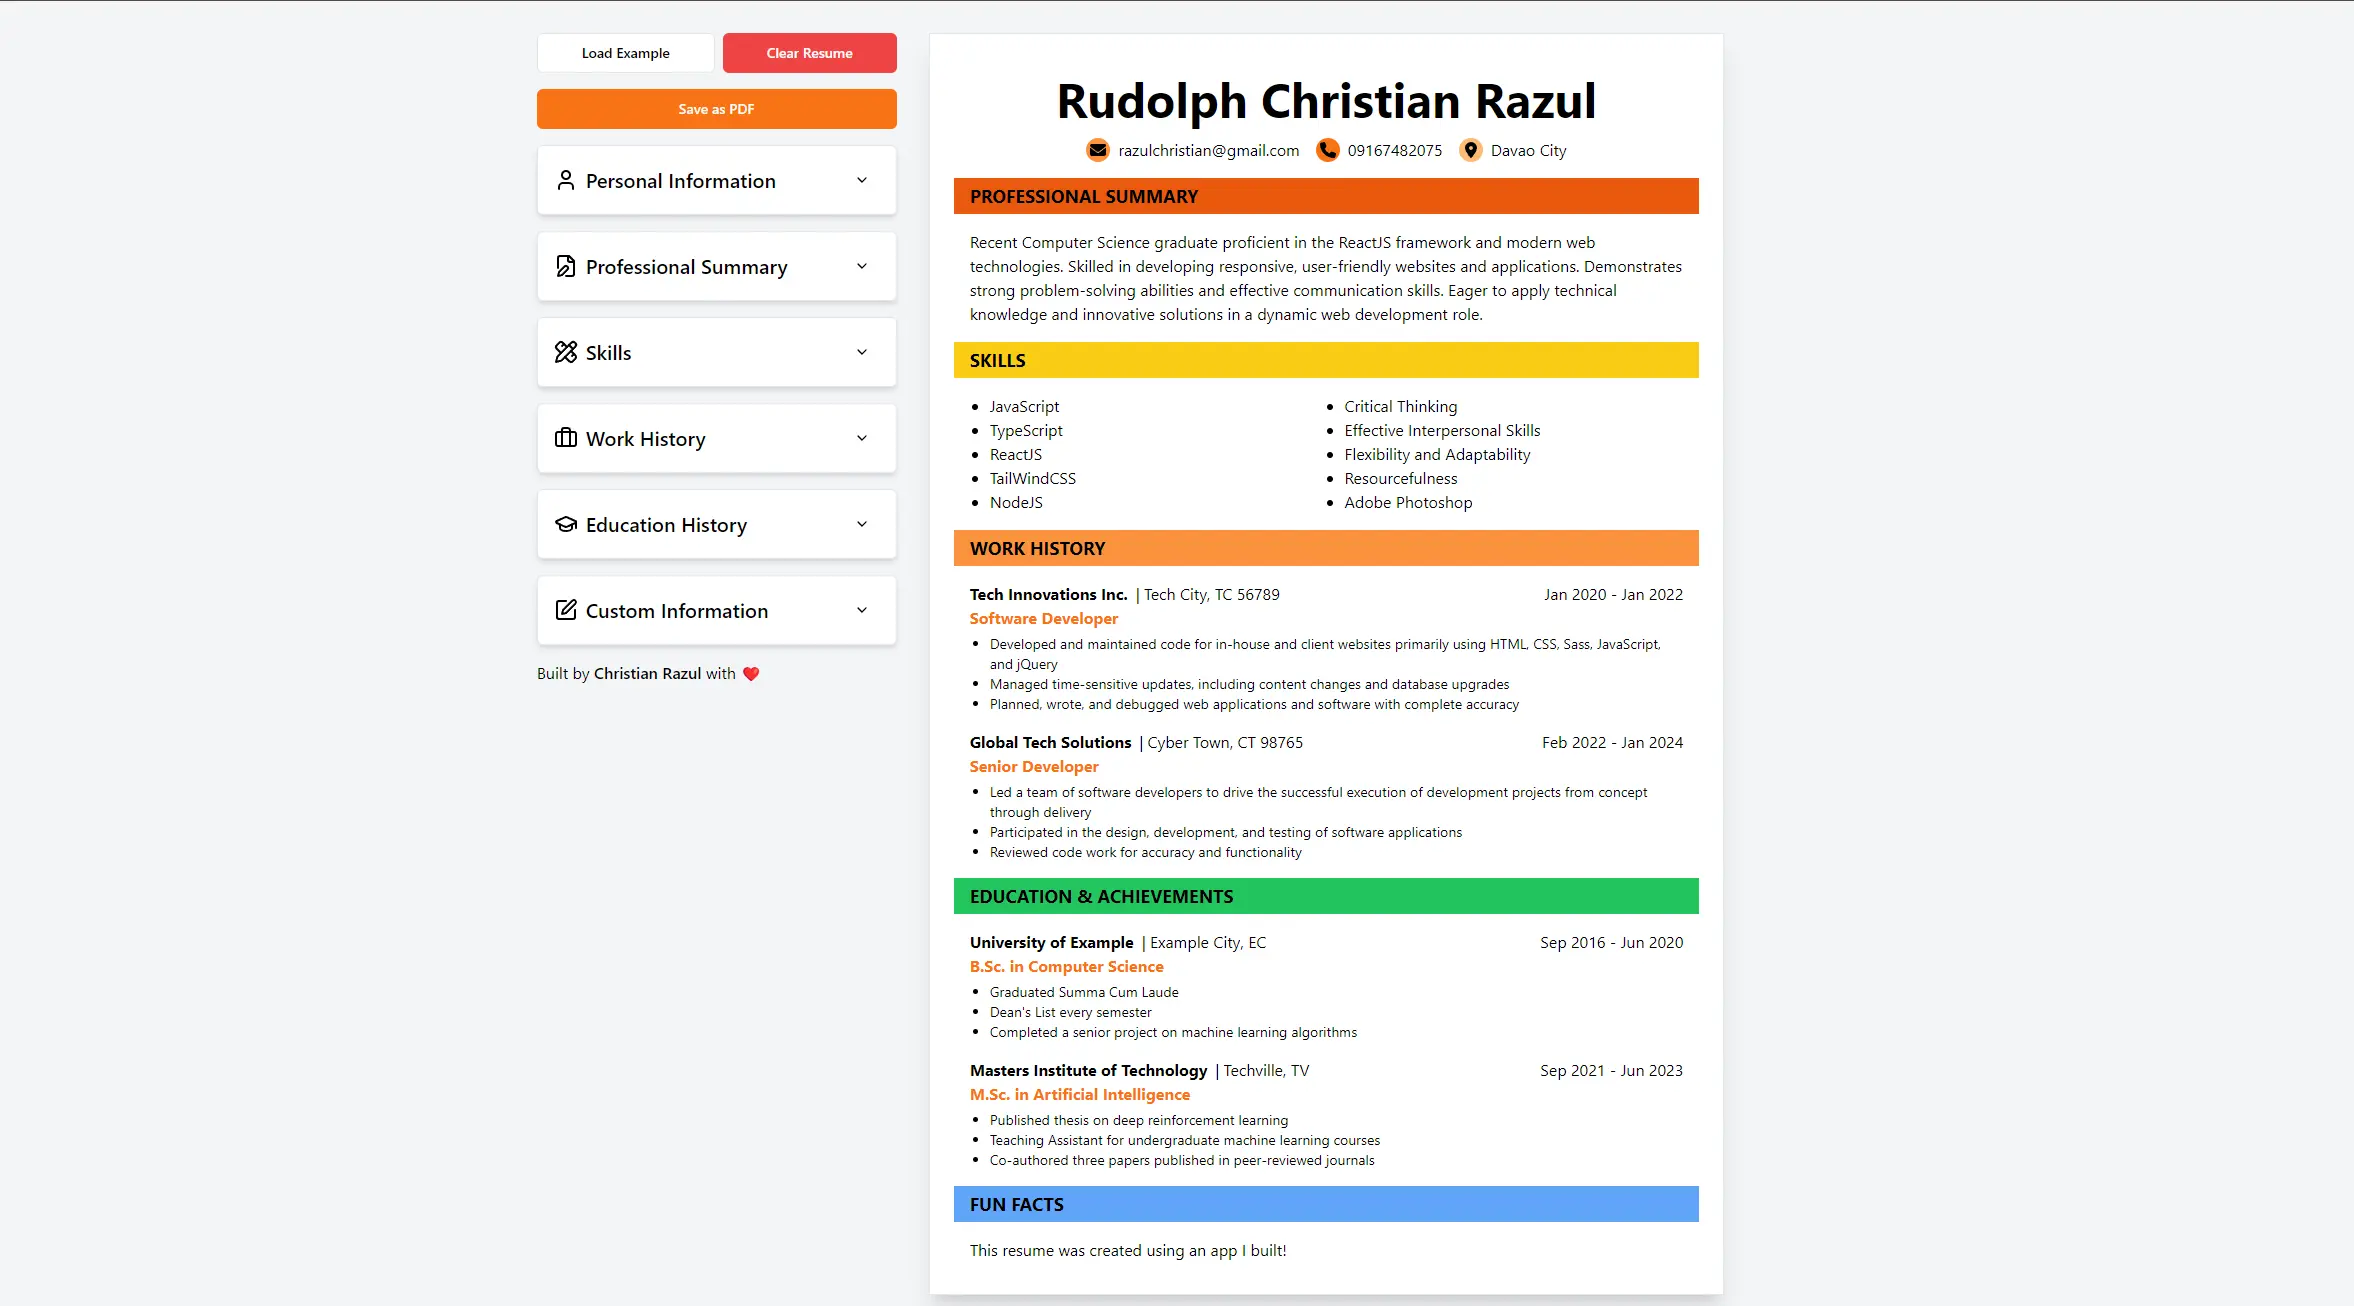 Load Example
Clear Resume
Save as PDF
Personal Information
Professional Summary
Skills
Work History
Education History
Custom Information
Built by Christian Razul with ❤️
Rudolph Christian Razul
razulchristian@gmail.com 09167482075 Davao City
PROFESSIONAL SUMMARY
Recent Computer Science graduate proficient in the ReactJS framework and modern web
technologies. Skilled in developing responsive, user-friendly websites and applications. Demonstrates
strong problem-solving abilities and effective communication skills. Eager to apply technical
knowledge and innovative solutions in a dynamic web development role.
SKILLS
• JavaScript
• TypeScript
• ReactJS
• TailWindCSS
• NodeJS
• Critical Thinking
• Effective Interpersonal Skills
• Flexibility and Adaptability
• Resourcefulness
• Adobe Photoshop
WORK HISTORY
Tech Innovations Inc. | Tech City, TC 56789 Jan 2020 - Jan 2022
Software Developer
• Developed and maintained code for in-house and client websites primarily using HTML, CSS, Sass, JavaScript,
and jQuery
• Managed time-sensitive updates, including content changes and database upgrades
• Planned, wrote, and debugged web applications and software with complete accuracy
Global Tech Solutions | Cyber Town, CT 98765 Feb 2022 - Jan 2024
Senior Developer
• Led a team of software developers to drive the successful execution of development projects from concept
through delivery
• Participated in the design, development, and testing of software applications
• Reviewed code work for accuracy and functionality
EDUCATION & ACHIEVEMENTS
University of Example | Example City, EC Sep 2016 - Jun 2020
B.Sc. in Computer Science
• Graduated Summa Cum Laude
• Dean's List every semester
• Completed a senior project on machine learning algorithms
Masters Institute of Technology | Techville, TV Sep 2021 - Jun 2023
M.Sc. in Artificial Intelligence
• Published thesis on deep reinforcement learning
• Teaching Assistant for undergraduate machine learning courses
• Co-authored three papers published in peer-reviewed journals
FUN FACTS
This resume was created using an app I built!